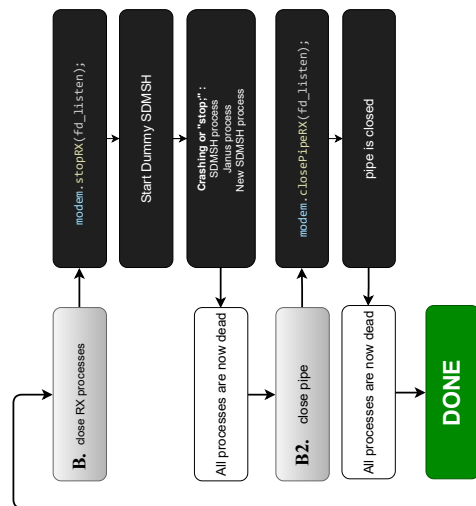 B. close RX processes
modem.stopRX(fd_listen);
Start Dummy SDMSH
Crashing or "stop;" :
SDMSH process
Janus process
New SDMSH process
All processes are now dead
B2. close pipe
modem.closePipeRX(fd_listen);
pipe is closed
All processes are now dead
DONE